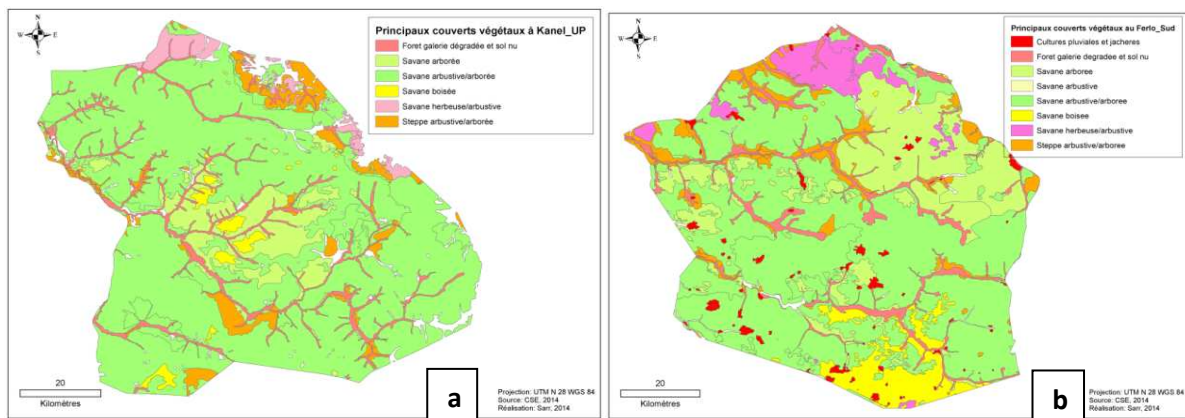 N
W E
S
Principaux couverts végétaux à Kanel_UP
Foret galerie dégradée et sol nu
Savane arborée
Savane arbustive/arborée
Savane boisée
Savane herbeuse/arbustive
Steppe arbustive/arborée
20
Kilomètres
a
Projection: UTM N 28 WGS 84
Source: CSE, 2014
Réalisation: Sarr, 2014
N
W E
S
Principaux couverts végétaux au Ferlo_Sud
Cultures pluviales et jacheres
Foret galerie degradee et sol nu
Savane arboree
Savane arbustive
Savane arbustive/arboree
Savane boisee
Savane herbeuse/arbustive
Steppe arbustive/arboree
20
Kilomètres
b
Projection: UTM N 28 WGS 84
Source: CSE, 2014
Réalisation: Sarr, 2014